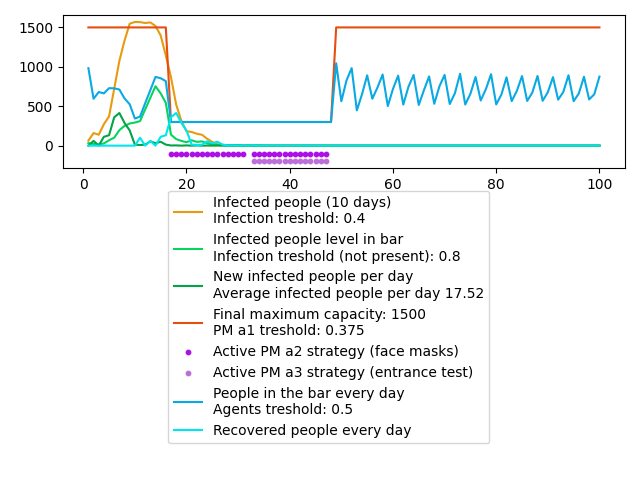 1500
1000
500
0
0 20 40 60 80 100
Infected people (10 days)
Infection treshold: 0.4
Infected people level in bar
Infection treshold (not present): 0.8
New infected people per day
Average infected people per day 17.52
Final maximum capacity: 1500
PM a1 treshold: 0.375
Active PM a2 strategy (face masks)
Active PM a3 strategy (entrance test)
People in the bar every day
Agents treshold: 0.5
Recovered people every day